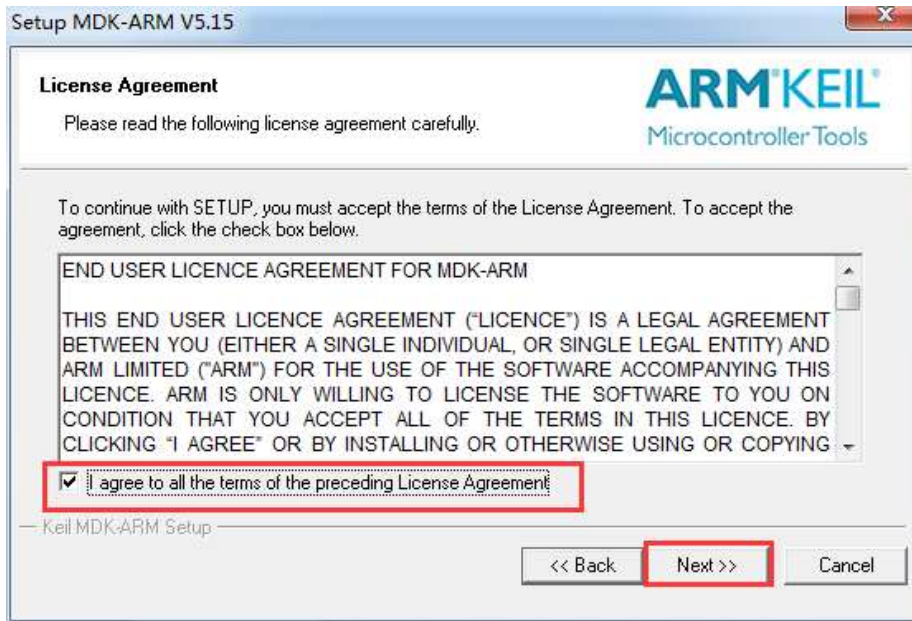 Setup MDK-ARM V5.15
License Agreement
Please read the following license agreement carefully.
ARM KEIL
Microcontroller Tools
To continue with SETUP, you must accept the terms of the License Agreement. To accept the
agreement, click the check box below.
END USER LICENCE AGREEMENT FOR MDK-ARM
THIS END USER LICENCE AGREEMENT (“LICENCE”) IS A LEGAL AGREEMENT
BETWEEN YOU (EITHER A SINGLE INDIVIDUAL, OR SINGLE LEGAL ENTITY) AND
ARM LIMITED ("ARM") FOR THE USE OF THE SOFTWARE ACCOMPANYING THIS
LICENCE. ARM IS ONLY WILLING TO LICENSE THE SOFTWARE TO YOU ON
CONDITION THAT YOU ACCEPT ALL OF THE TERMS IN THIS LICENCE. BY
CLICKING “I AGREE” OR BY INSTALLING OR OTHERWISE USING OR COPYING
I agree to all the terms of the preceding License Agreement
Keil MDK-ARM Setup
<< Back Next >> Cancel